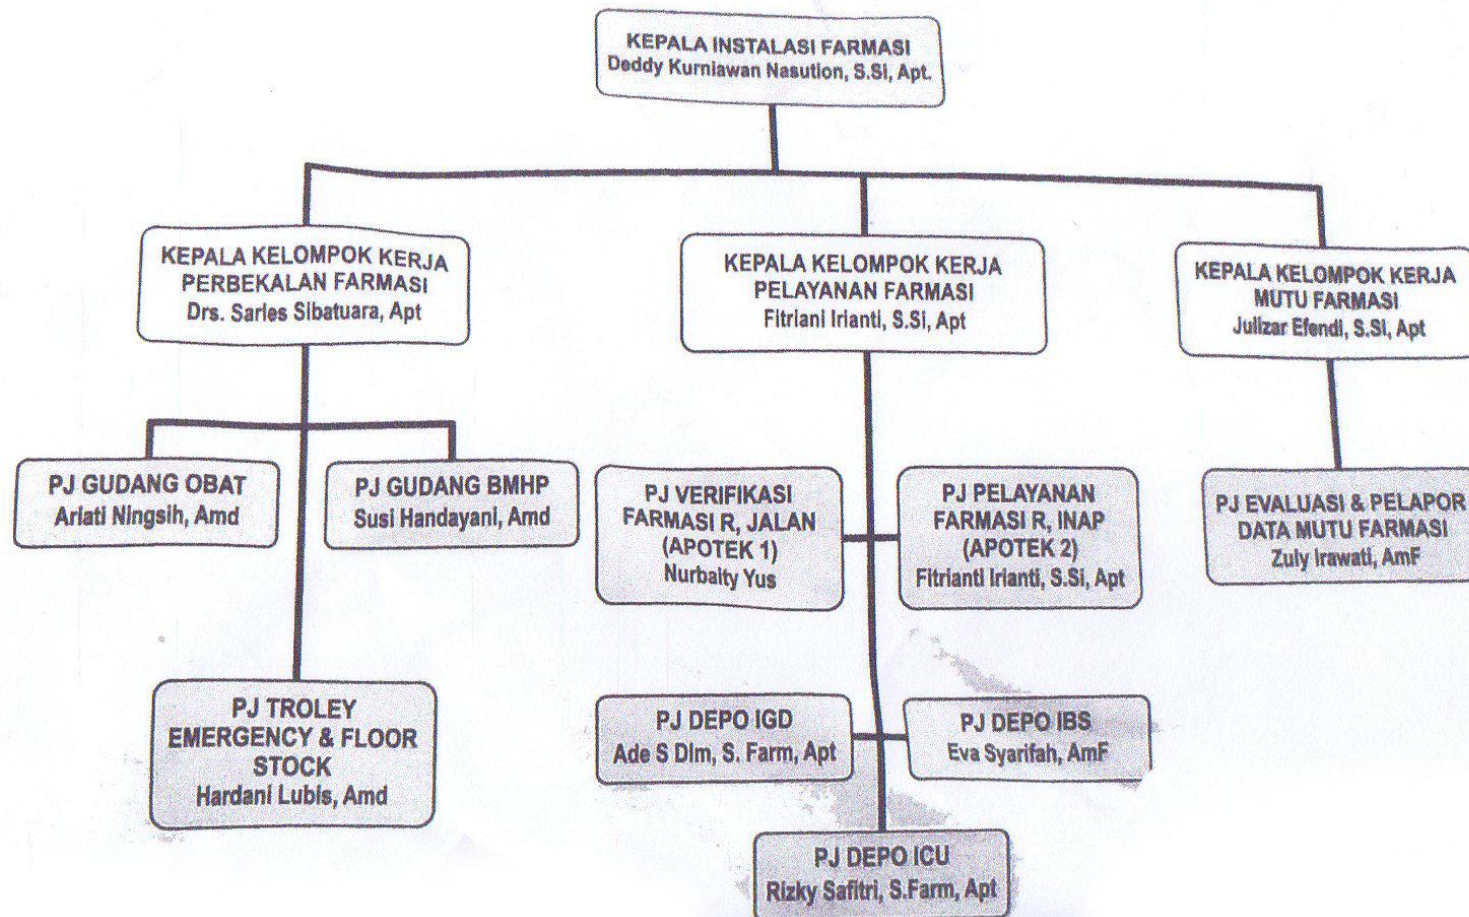 KEPALA INSTALASI FARMASI
Deddy Kurniawan Nasution, S.Si, Apt.
KEPALA KELOMPOK KERJA
PERBEKALAN FARMASI
Drs. Sarles Sibatuara, Apt
KEPALA KELOMPOK KERJA
PELAYANAN FARMASI
Fitriani Irianti, S.Si, Apt
KEPALA KELOMPOK KERJA
MUTU FARMASI
Julizar Efendi, S.Si, Apt
PJ GUDANG OBAT
Ariati Ningsih, Amd
PJ GUDANG BMHP
Susi Handayani, Amd
PJ VERIFIKASI
FARMASI R, JALAN
(APOTEK 1)
Nurbaity Yus
PJ PELAYANAN
FARMASI R, INAP
(APOTEK 2)
Fitrianti Irianti, S.Si, Apt
PJ EVALUASI & PELAPOR
DATA MUTU FARMASI
Zuly Irawati, AmF
PJ TROLEY
EMERGENCY & FLOOR
STOCK
Hardani Lubis, Amd
PJ DEPO IGD
Ade S Dlm, S. Farm, Apt
PJ DEPO IBS
Eva Syarifah, AmF
PJ DEPO ICU
Rizky Safitri, S.Farm, Apt